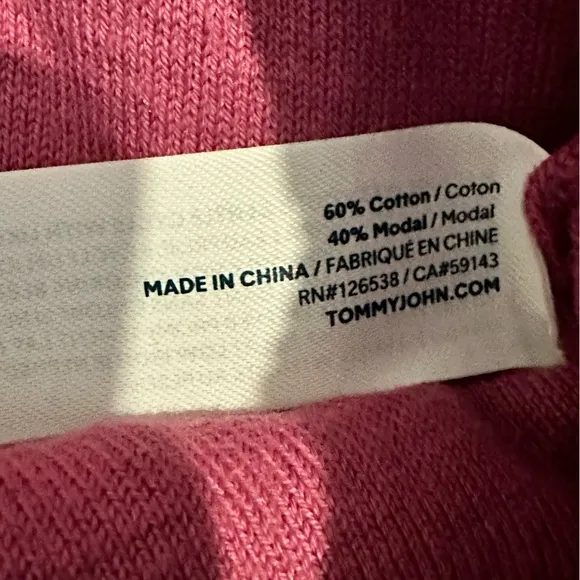 60% Cotton / Coton
40% Modal / Modal
MADE IN CHINA / FABRIQUÉ EN CHINE
RN#126538 / CA#59143
TOMMYJOHN.COM